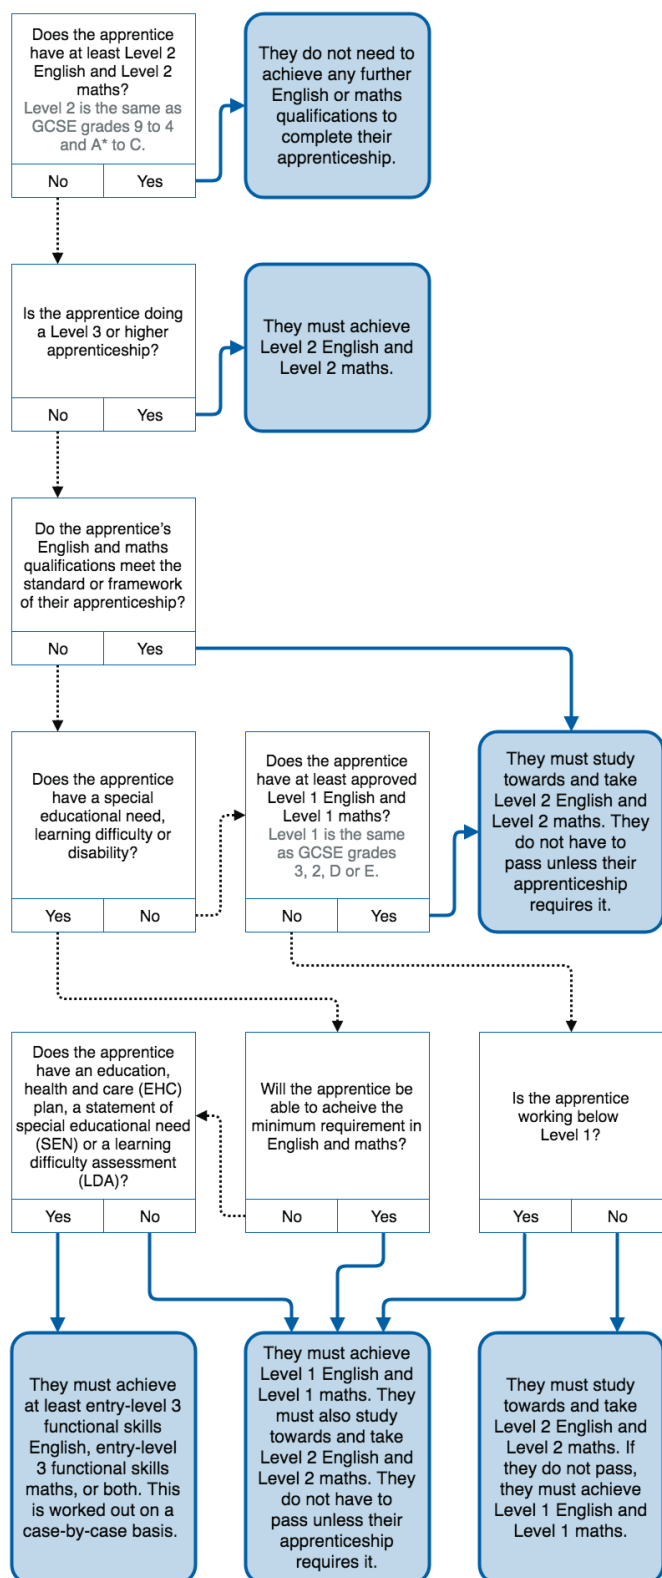 Does the apprentice
have at least Level 2
English and Level 2
maths?
Level 2 is the same as
GCSE grades 9 to 4
and A* to C.
No
Yes
They do not need to
achieve any further
English or maths
qualifications to
complete their
apprenticeship.
Is the apprentice doing
a Level 3 or higher
apprenticeship?
No
Yes
They must achieve
Level 2 English and
Level 2 maths.
Do the apprentice's
English and maths
qualifications meet the
standard or framework
of their apprenticeship?
No
Yes
Does the apprentice
have a special
educational need,
learning difficulty or
disability?
Yes
No
Does the apprentice
have at least approved
Level 1 English and
Level 1 maths?
Level 1 is the same
as GCSE grades
3, 2, D or E.
No
Yes
They must study
towards and take
Level 2 English and
Level 2 maths. They
do not have to
pass unless their
apprenticeship
requires it.
Does the apprentice
have an education,
health and care (EHC)
plan, a statement of
special educational need
(SEN) or a learning
difficulty assessment
(LDA)?
Yes
No
Will the apprentice be
able to acheive the
minimum requirement in
English and maths?
No
Yes
Is the apprentice
working below
Level 1?
Yes
No
They must achieve
at least entry-level 3
functional skills
English, entry-level
3 functional skills
maths, or both. This
is worked out on a
case-by-case basis.
They must achieve
Level 1 English and
Level 1 maths. They
must also study
towards and take
Level 2 English and
Level 2 maths. They
do not have to
pass unless their
apprenticeship
requires it.
They must study
towards and take
Level 2 English and
Level 2 maths. If
they do not pass,
they must achieve
Level 1 English and
Level 1 maths.